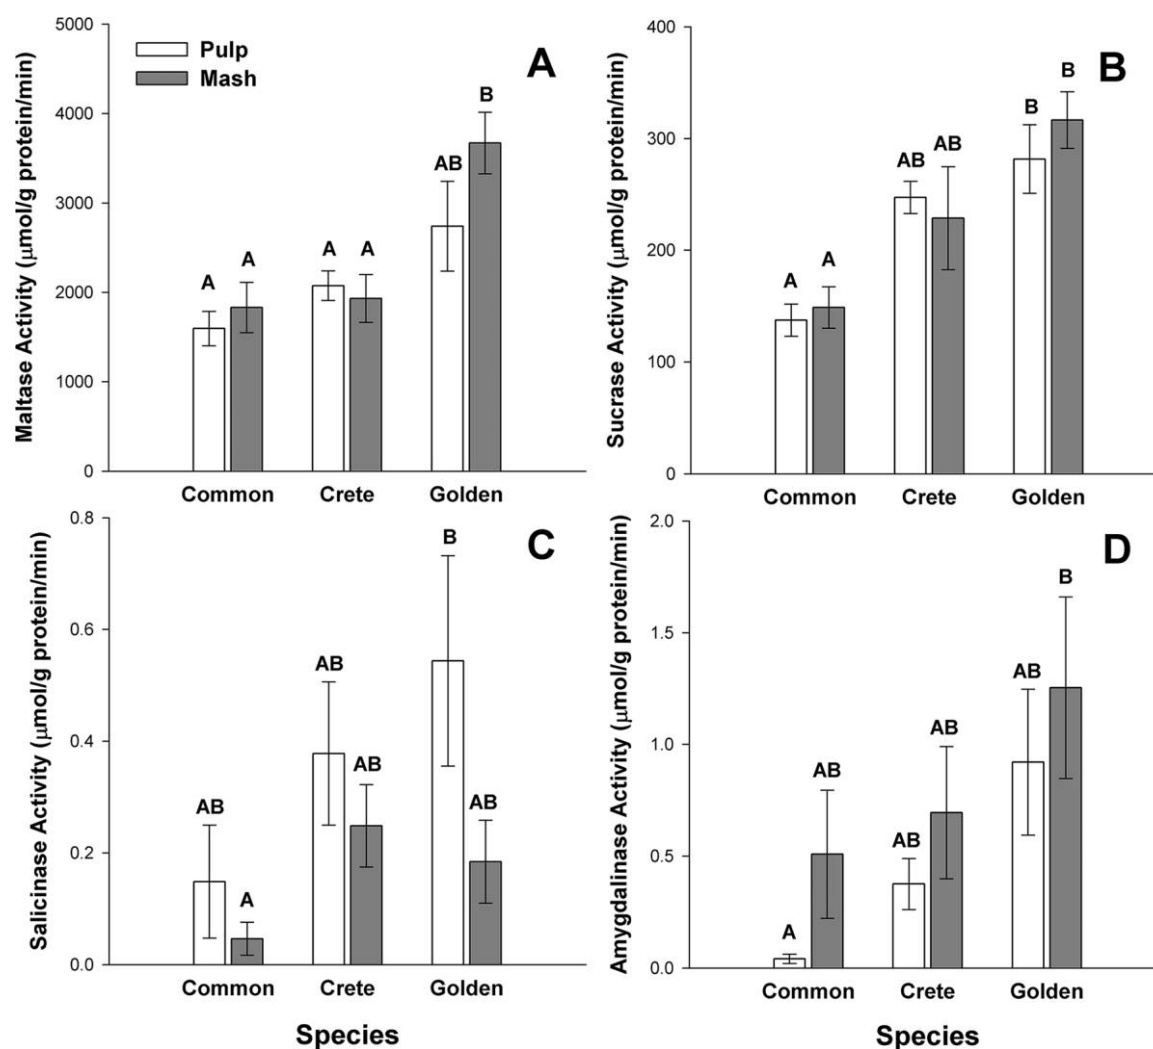 5000
4000
3000
2000
1000
0
Maltase Activity (μmol/g protein/min)
Pulp
Mash
A
A
A
A
A
AB
B
Common Crete Golden
400
300
200
100
0
Sucrase Activity (μmol/g protein/min)
B
A
A
AB
AB
B
B
Common Crete Golden
0.8
0.6
0.4
0.2
0.0
Salicinase Activity (μmol/g protein/min)
C
AB
A
AB
AB
B
AB
Common Crete Golden
Species
2.0
1.5
1.0
0.5
0.0
Amygdalinase Activity (μmol/g protein/min)
D
A
AB
AB
AB
AB
B
Common Crete Golden
Species